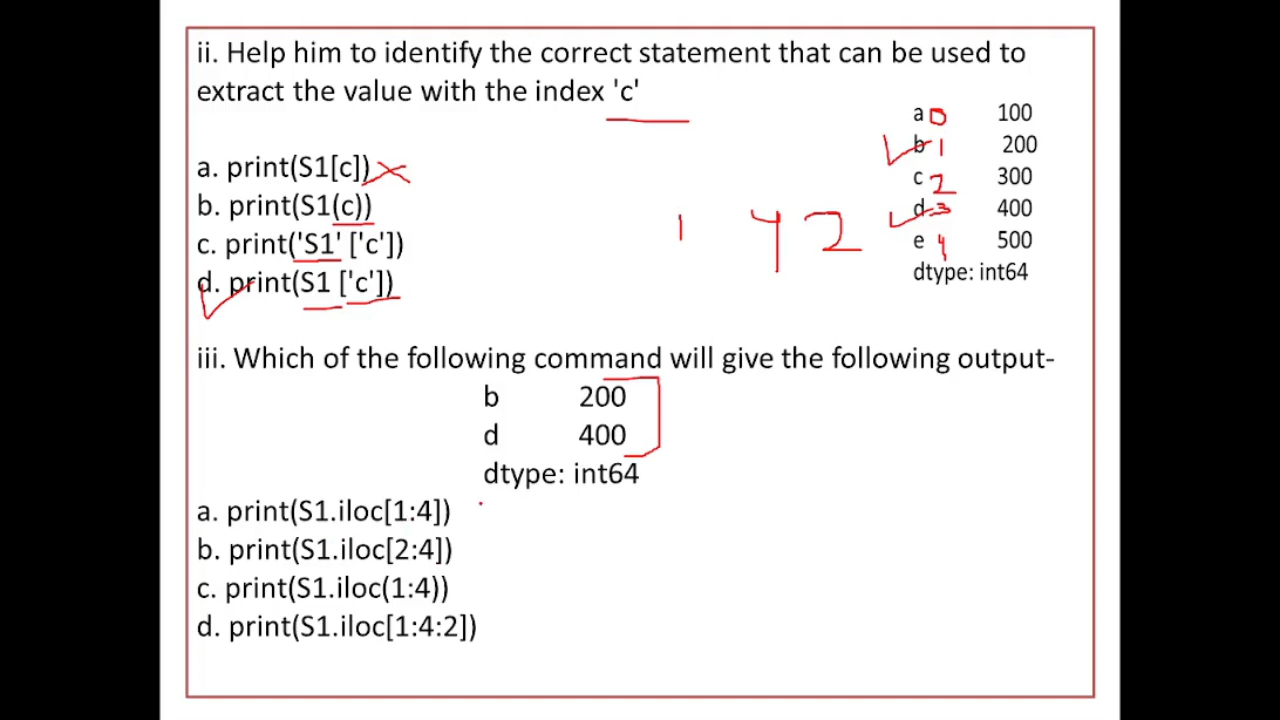 ii. Help him to identify the correct statement that can be used to
extract the value with the index 'c'
a. print(S1[c])
b. print(S1(c))
c. print('S1' ['c'])
d. print(S1 ['c'])
a 0 100
b 1 200
c 2 300
d 3 400
e 4 500
dtype: int64
1 4 2
iii. Which of the following command will give the following output-
b 200
d 400
dtype: int64
a. print(S1.iloc[1:4])
b. print(S1.iloc[2:4])
c. print(S1.iloc(1:4))
d. print(S1.iloc[1:4:2])